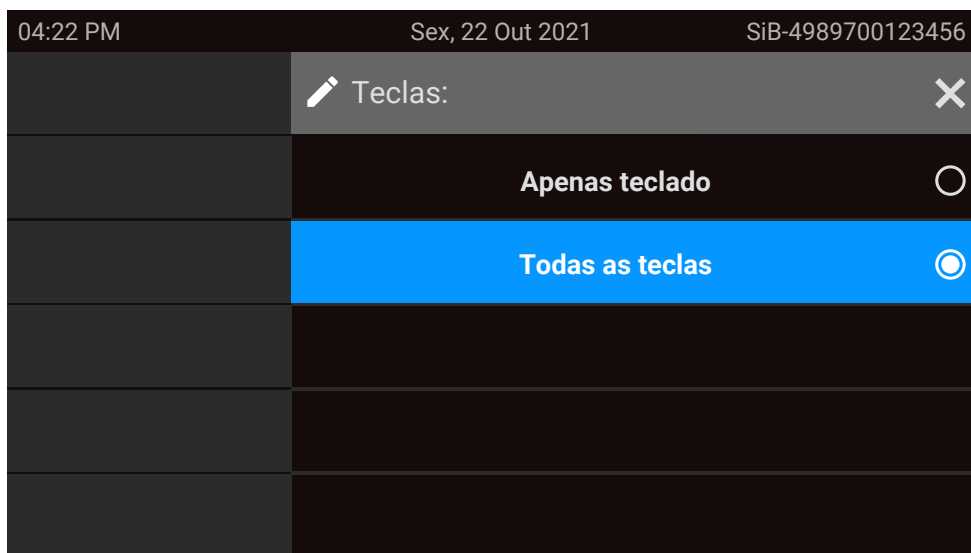 04:22 PM Sex, 22 Out 2021 SiB-4989700123456
Teclas:
Apenas teclado
Todas as teclas